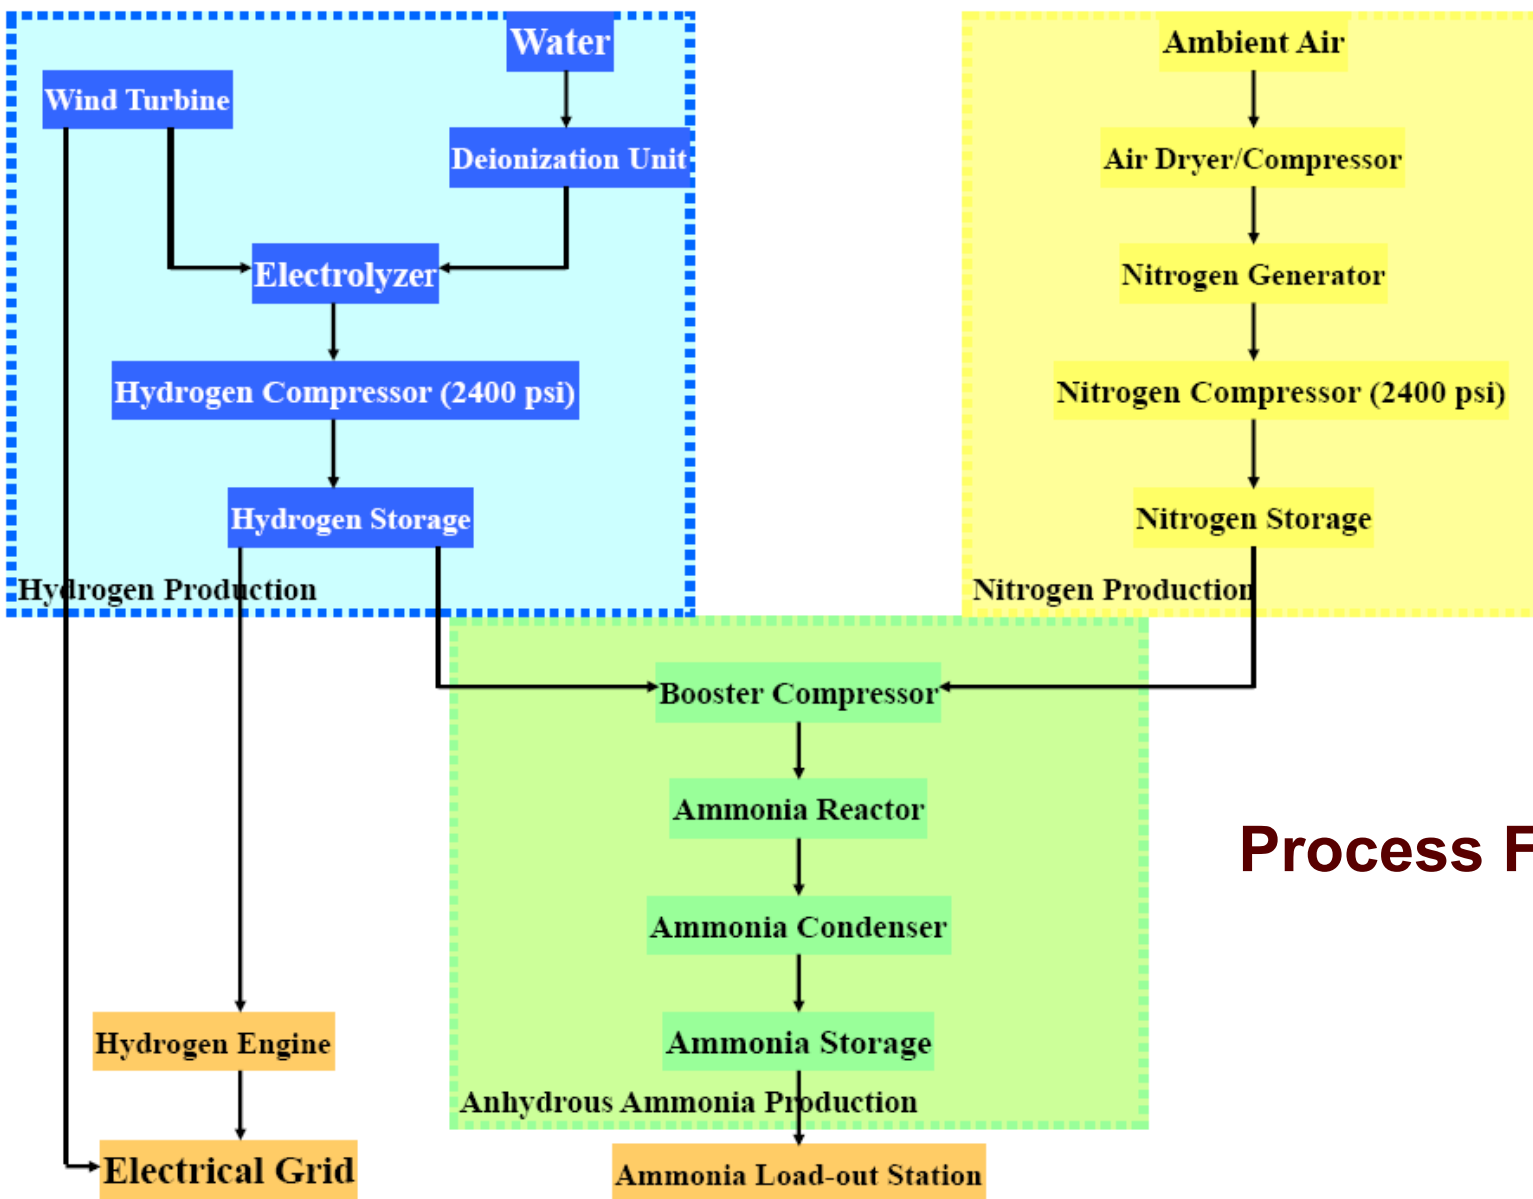 Water
Wind Turbine
Deionization Unit
Electrolyzer
Hydrogen Compressor (2400 psi)
Hydrogen Storage
Hydrogen Production
Ambient Air
Air Dryer/Compressor
Nitrogen Generator
Nitrogen Compressor (2400 psi)
Nitrogen Storage
Nitrogen Production
Booster Compressor
Ammonia Reactor
Ammonia Condenser
Ammonia Storage
Anhydrous Ammonia Production
Process F
Hydrogen Engine
Electrical Grid
Ammonia Load-out Station